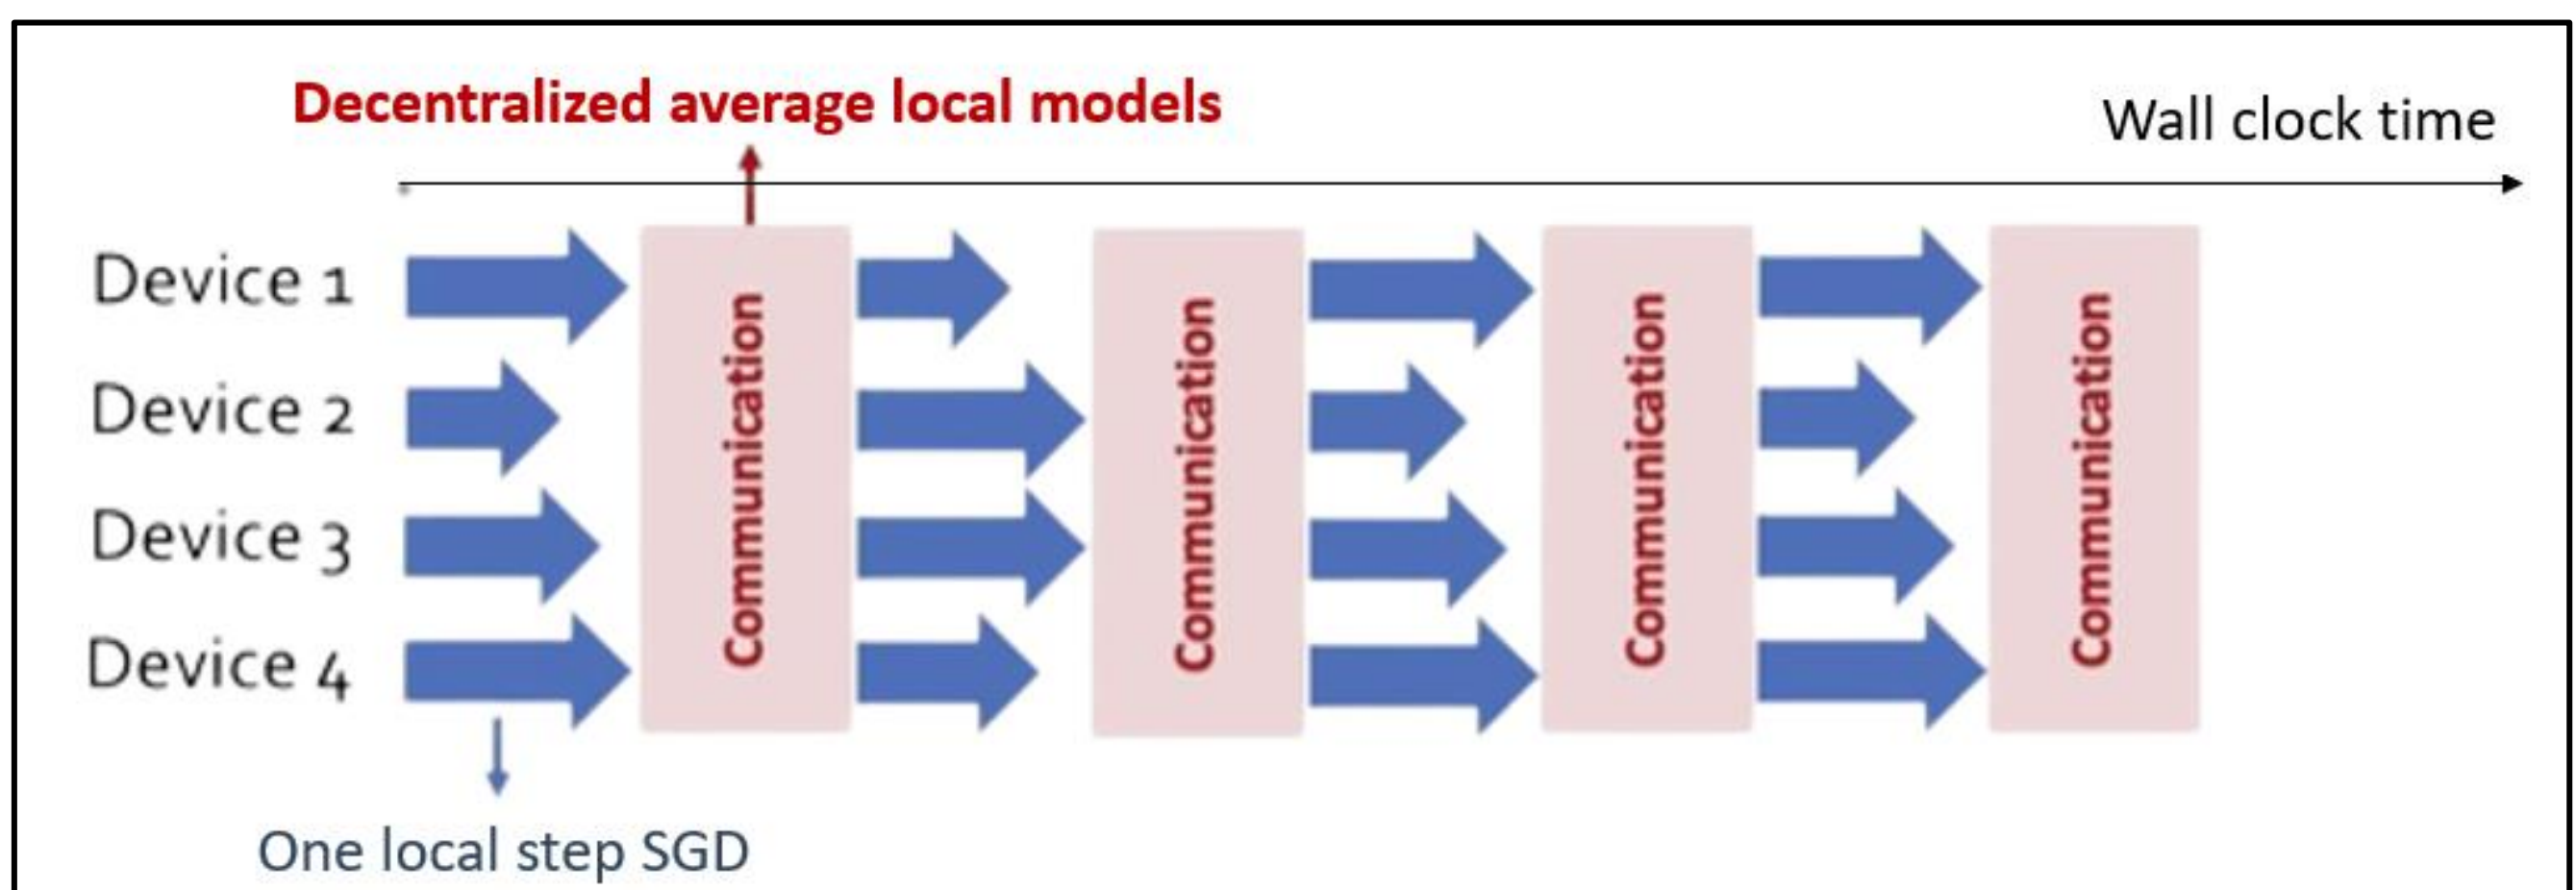 Decentralized average local models
Wall clock time
Device 1
Device 2
Device 3
Device 4
Communication
Communication
Communication
Communication
One local step SGD